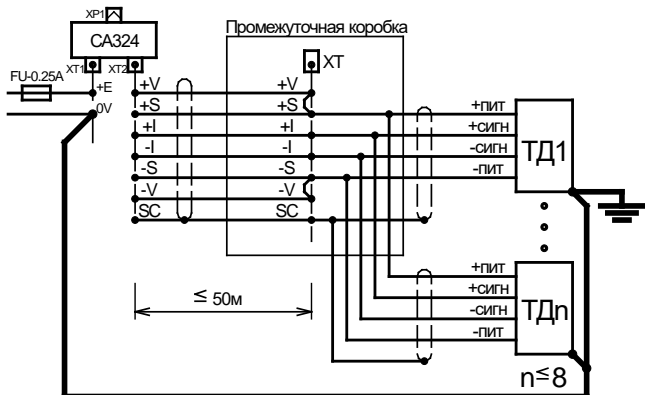 XP1
Промежуточная коробка
CA324
XT1 XT2
XT
FU-0.25A
+E
0V
+V +V
+S +S
+I +I
-I -I
-S -S
-V -V
SC SC
+пит
+сигн
-сигн
-пит
ТД1
≤ 50м
+пит
+сигн
-сигн
-пит
ТДn
n≤8